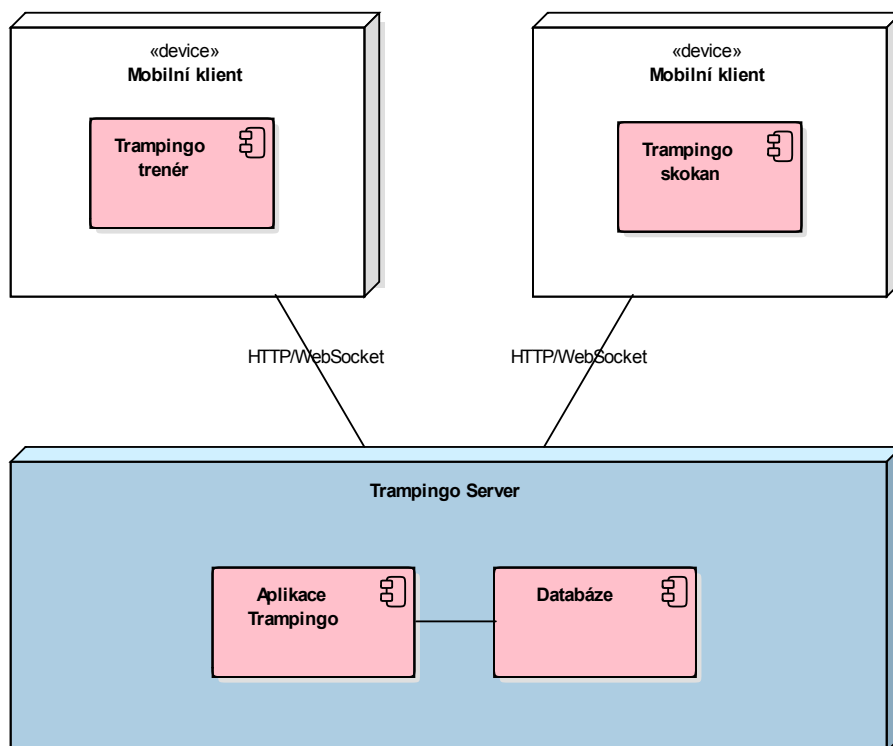 «device»
Mobilní klient
Trampingo
trenér
«device»
Mobilní klient
Trampingo
skokan
HTTP/WebSocket
HTTP/WebSocket
Trampingo Server
Aplikace
Trampingo
Databáze